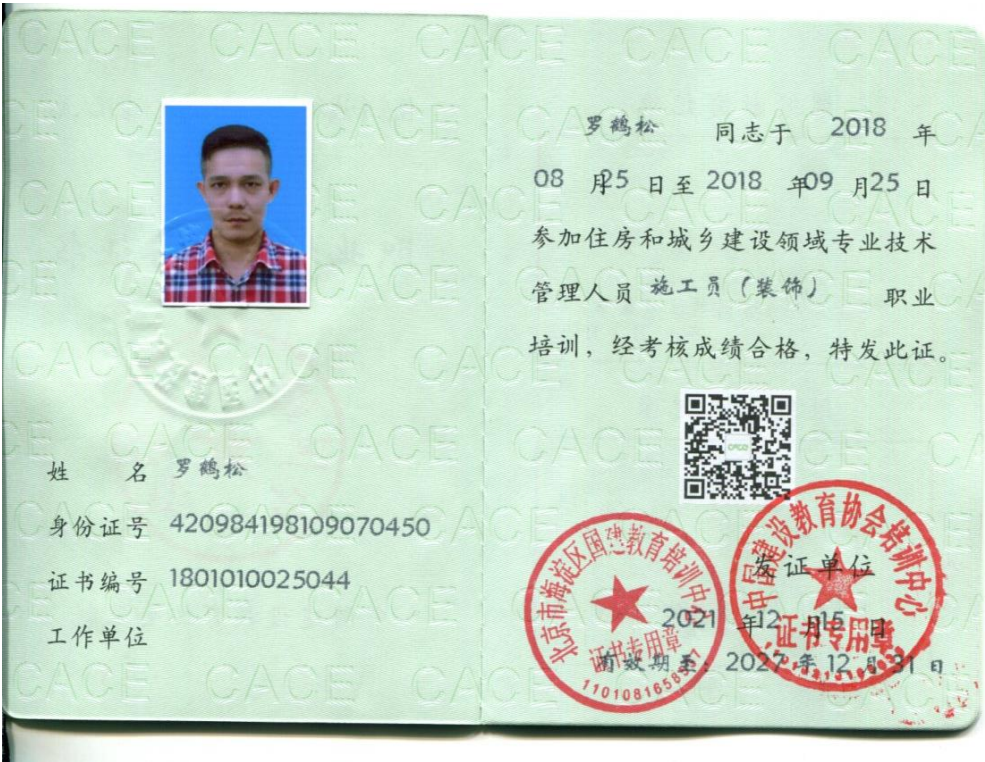 罗鹤松 同志于 2018 年
08 月25 日至 2018 年09 月25 日
参加住房和城乡建设领域专业技术
管理人员 施工员(装饰) 职业
培训，经考核成绩合格，特发此证。
姓 名 罗鹤松
身份证号 420984198109070450
证书编号 1801010025044
工作单位
CACE
北京市海淀区国建教育培训中心
证书专用章
中国建设教育协会培训中心
证书专用章
发证单位
2021 年12 月15 日
有效期至：2027 年 12 月 31 日